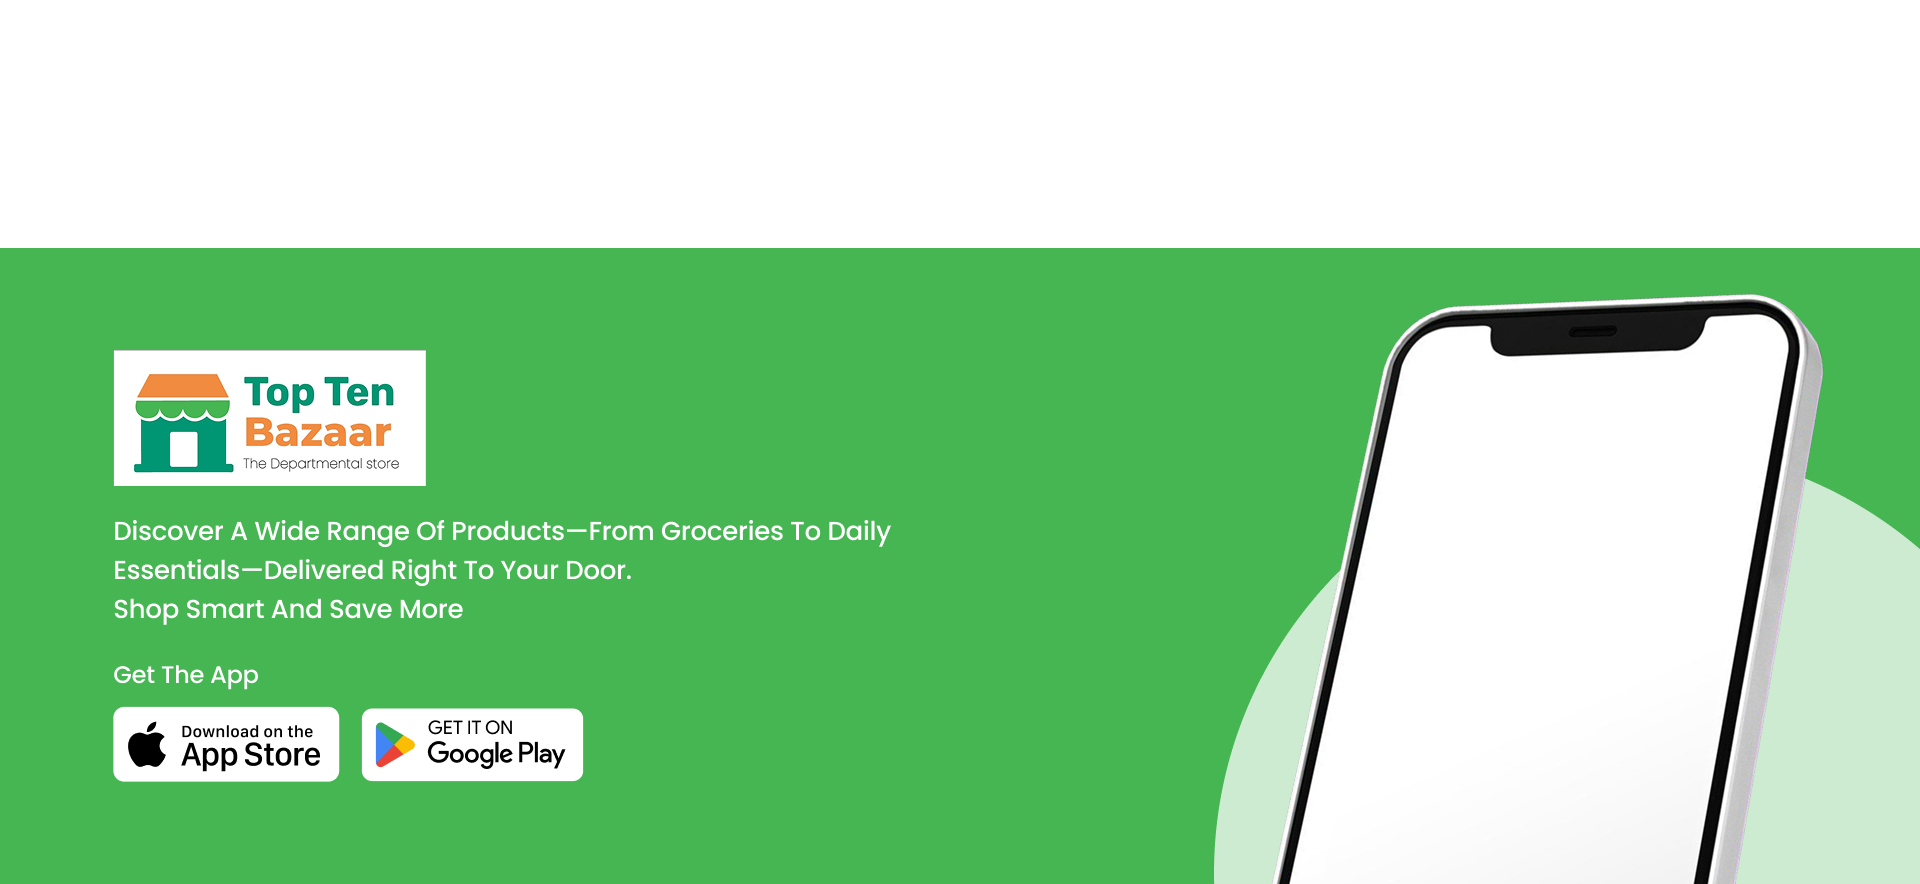 Top Ten
Bazaar
The Departmental store
Discover A Wide Range Of Products—From Groceries To Daily
Essentials—Delivered Right To Your Door.
Shop Smart And Save More
Get The App
Download on the
App Store
GET IT ON
Google Play